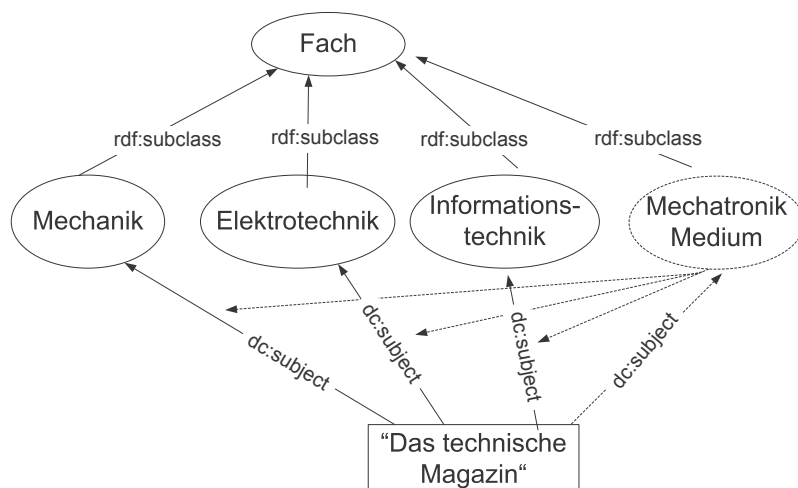 Fach
rdf:subclass
rdf:subclass
rdf:subclass
rdf:subclass
Mechanik
Elektrotechnik
Informations-
technik
Mechatronik
Medium
dc:subject
dc:subject
dc:subject
dc:subject
“Das technische
Magazin“